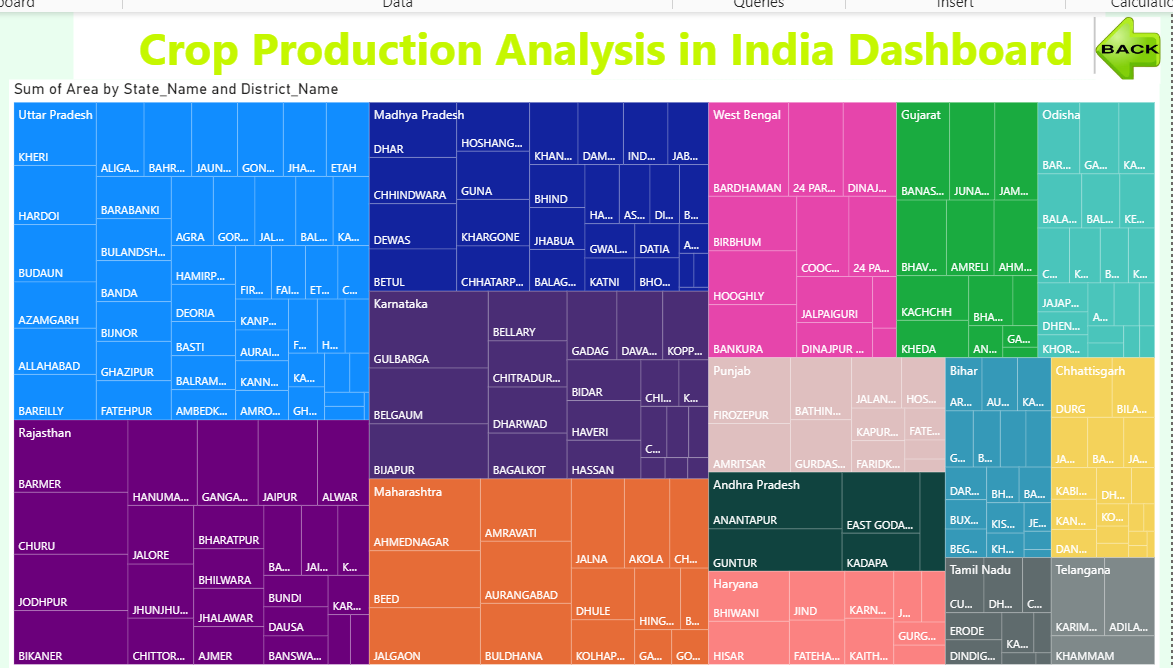 Data
Queries
Insert
Crop Production Analysis in India Dashboard
BACK
Sum of Area by State_Name and District_Name
Uttar Pradesh
KHERI
HARDOI
BUDAUN
AZAMGARH
ALLAHABAD
BAREILLY
ALIGA...
BAHR...
JAUN...
GON...
JHA...
ETAH
BARABANKI
BULANDSH...
BANDA
BIJNOR
GHAZIPUR
FATEHPUR
AGRA
GOR...
JAL...
BAL...
KA...
HAMIRP...
DEORIA
BASTI
BALRAM...
AMBEDK...
FIR...
FAI...
ET...
C...
KANP...
AURAI...
KANN...
AMRO...
F...
H...
KA...
GH...
Rajasthan
BARMER
CHURU
JODHPUR
BIKANER
HANUMA...
GANGA...
JAIPUR
ALWAR
JALORE
JHUNJHU...
CHITTOR...
BHARATPUR
BHILWARA
JHALAWAR
AJMER
BA...
JAI...
K...
BUNDI
DAUSA
BANSWA...
KAR...
Madhya Pradesh
DHAR
CHHINDWARA
DEWAS
BETUL
HOSHANG...
GUNA
KHARGONE
CHHATARP...
KHAN...
DAM...
IND...
JAB...
BHIND
JHABUA
BALAG...
HA...
AS...
DI...
B...
GWAL...
DATIA
A...
KATNI
BHO...
Karnataka
GULBARGA
BELGAUM
BIJAPUR
BELLARY
CHITRADUR...
DHARWAD
BAGALKOT
GADAG
DAVA...
KOPP...
BIDAR
HAVERI
HASSAN
CHI...
K...
C...
Maharashtra
AHMEDNAGAR
BEED
JALGAON
AMRAVATI
AURANGABAD
BULDHANA
JALNA
AKOLA
CH...
DHULE
KOLHAP...
HING...
B...
GA...
GO...
West Bengal
BARDHAMAN
BIRBHUM
HOOGHLY
BANKURA
24 PAR...
DINAJ...
COOC...
24 PA...
JALPAIGURI
DINAJPUR ...
Gujarat
BANAS...
JUNA...
JAM...
BHAV...
AMRELI
AHM...
KACHCHH
KHEDA
BHA...
AN...
GA...
Odisha
BAR...
GA...
KA...
BALA...
BAL...
KE...
C...
K...
B...
K...
JAJAP...
DHEN...
KHOR...
A...
Punjab
FIROZEPUR
AMRITSAR
BATHIN...
GURDAS...
JALAN...
HOS...
KAPUR...
FATE...
FARIDK...
Andhra Pradesh
ANANTAPUR
GUNTUR
EAST GODA...
KADAPA
Haryana
BHIWANI
HISAR
JIND
FATEHA...
KARN...
KAITH...
J...
GURG...
Bihar
AR...
AU...
KA...
G...
B...
DAR...
BH...
BA...
BUX...
KIS...
JE...
BEG...
KH...
Chhattisgarh
DURG
BILA...
JA...
BA...
JA...
KABI...
DH...
KAN...
KO...
DAN...
Tamil Nadu
CU...
DH...
C...
ERODE
DINDIG...
KA...
Telangana
KARIM...
ADILA...
KHAMMAM